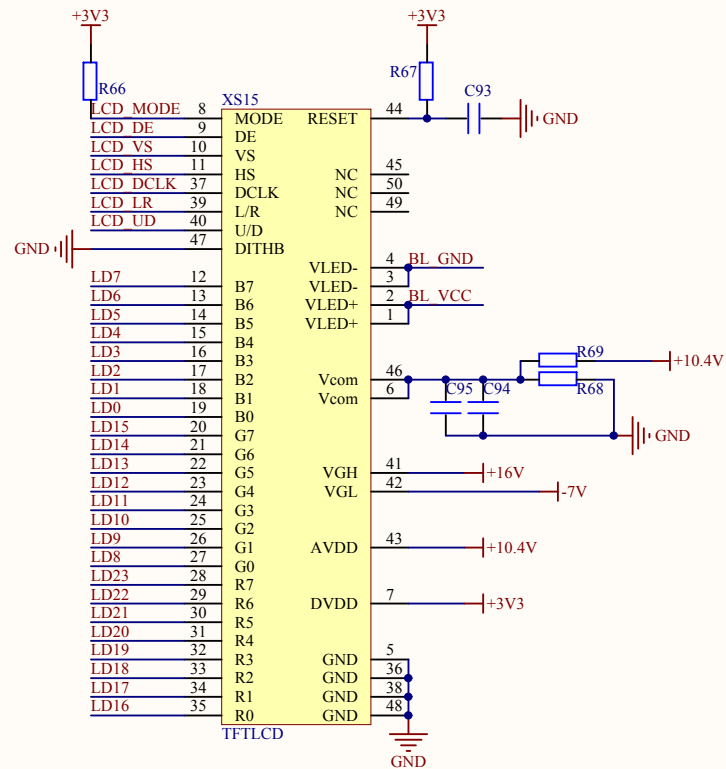 +3V3
+3V3
R66
R67
C93
XS15
LCD_MODE 8 MODE RESET 44
GND
LCD_DE 9 DE
LCD_VS 10 VS
LCD_HS 11 HS NC 45
LCD_DCLK 37 DCLK NC 50
LCD_LR 39 L/R NC 49
LCD_UD 40 U/D
GND 47 DITHB
VLED- 4 BL_GND
LD7 12 B7 VLED- 3
LD6 13 B6 VLED+ 2 BL_VCC
LD5 14 B5 VLED+ 1
LD4 15 B4
LD3 16 B3
R69 +10.4V
LD2 17 B2 Vcom 46
LD1 18 B1 Vcom 6 C95 C94 R68
LD0 19 B0
LD15 20 G7
GND
LD14 21 G6
LD13 22 G5 VGH 41 +16V
LD12 23 G4 VGL 42 -7V
LD11 24 G3
LD10 25 G2
LD9 26 G1 AVDD 43 +10.4V
LD8 27 G0
LD23 28 R7
LD22 29 R6 DVDD 7 +3V3
LD21 30 R5
LD20 31 R4
LD19 32 R3 GND 5
LD18 33 R2 GND 36
LD17 34 R1 GND 38
LD16 35 R0 GND 48
TFTLCD
GND